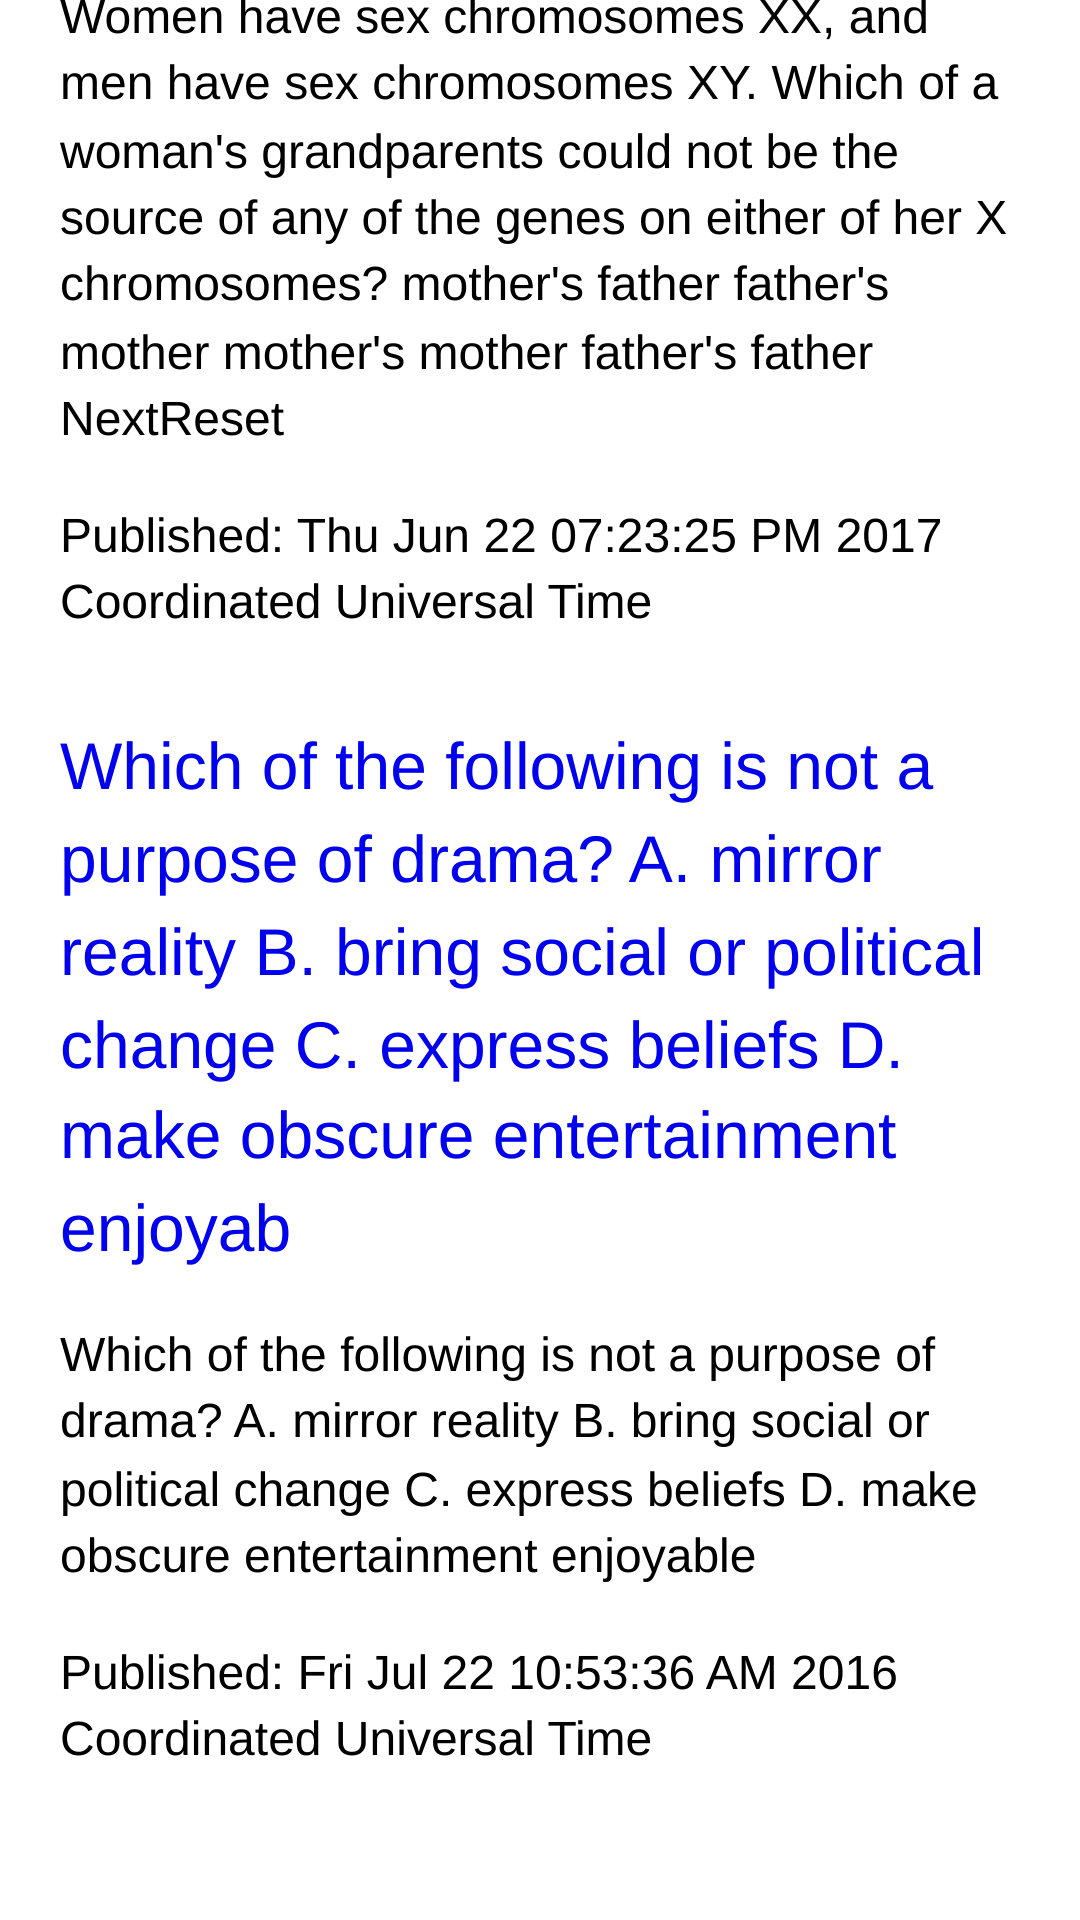 Women have sex chromosomes XX, and
men have sex chromosomes XY. Which of a
woman's grandparents could not be the
source of any of the genes on either of her X
chromosomes? mother's father father's
mother mother's mother father's father
NextReset
Published: Thu Jun 22 07:23:25 PM 2017
Coordinated Universal Time
Which of the following is not a
purpose of drama? A. mirror
reality B. bring social or political
change C. express beliefs D.
make obscure entertainment
enjoyab
Which of the following is not a purpose of
drama? A. mirror reality B. bring social or
political change C. express beliefs D. make
obscure entertainment enjoyable
Published: Fri Jul 22 10:53:36 AM 2016
Coordinated Universal Time